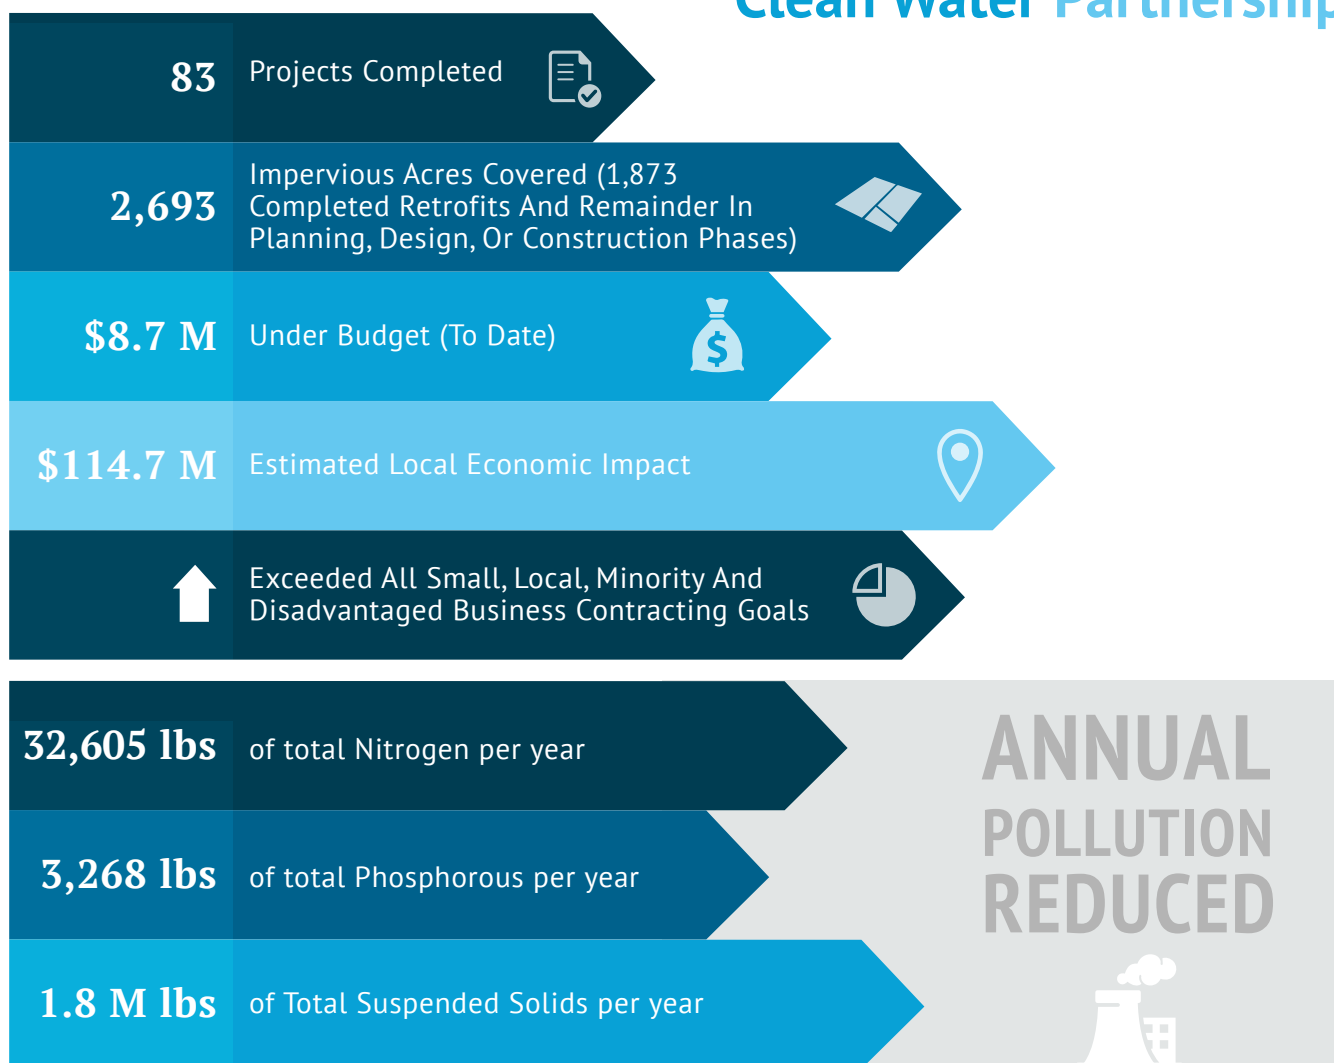 Clean Water Partnership
83 Projects Completed
2,693 Impervious Acres Covered (1,873
Completed Retrofits And Remainder In
Planning, Design, Or Construction Phases)
$8.7 M Under Budget (To Date)
$
$114.7 M Estimated Local Economic Impact
Exceeded All Small, Local, Minority And
Disadvantaged Business Contracting Goals
32,605 lbs of total Nitrogen per year
3,268 lbs of total Phosphorous per year
1.8 M lbs of Total Suspended Solids per year
ANNUAL
POLLUTION
REDUCED